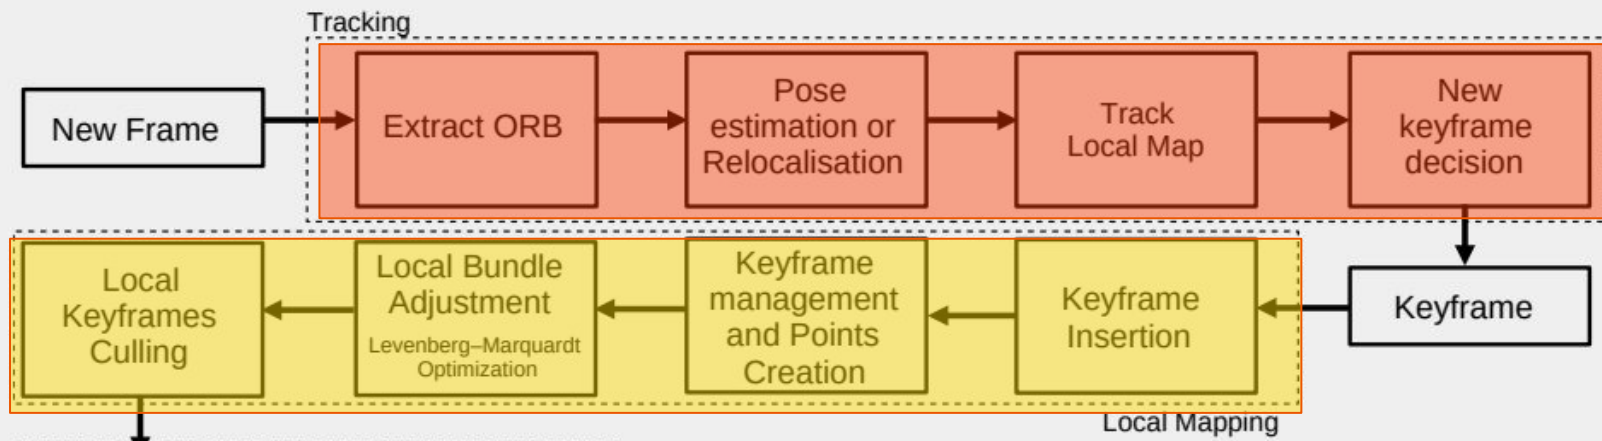 Tracking
New Frame
Extract ORB
Pose
estimation or
Relocalisation
Track
Local Map
New
keyframe
decision
Keyframe
Keyframe
Insertion
Keyframe
management
and Points
Creation
Local Bundle
Adjustment
Levenberg–Marquardt
Optimization
Local
Keyframes
Culling
Local Mapping